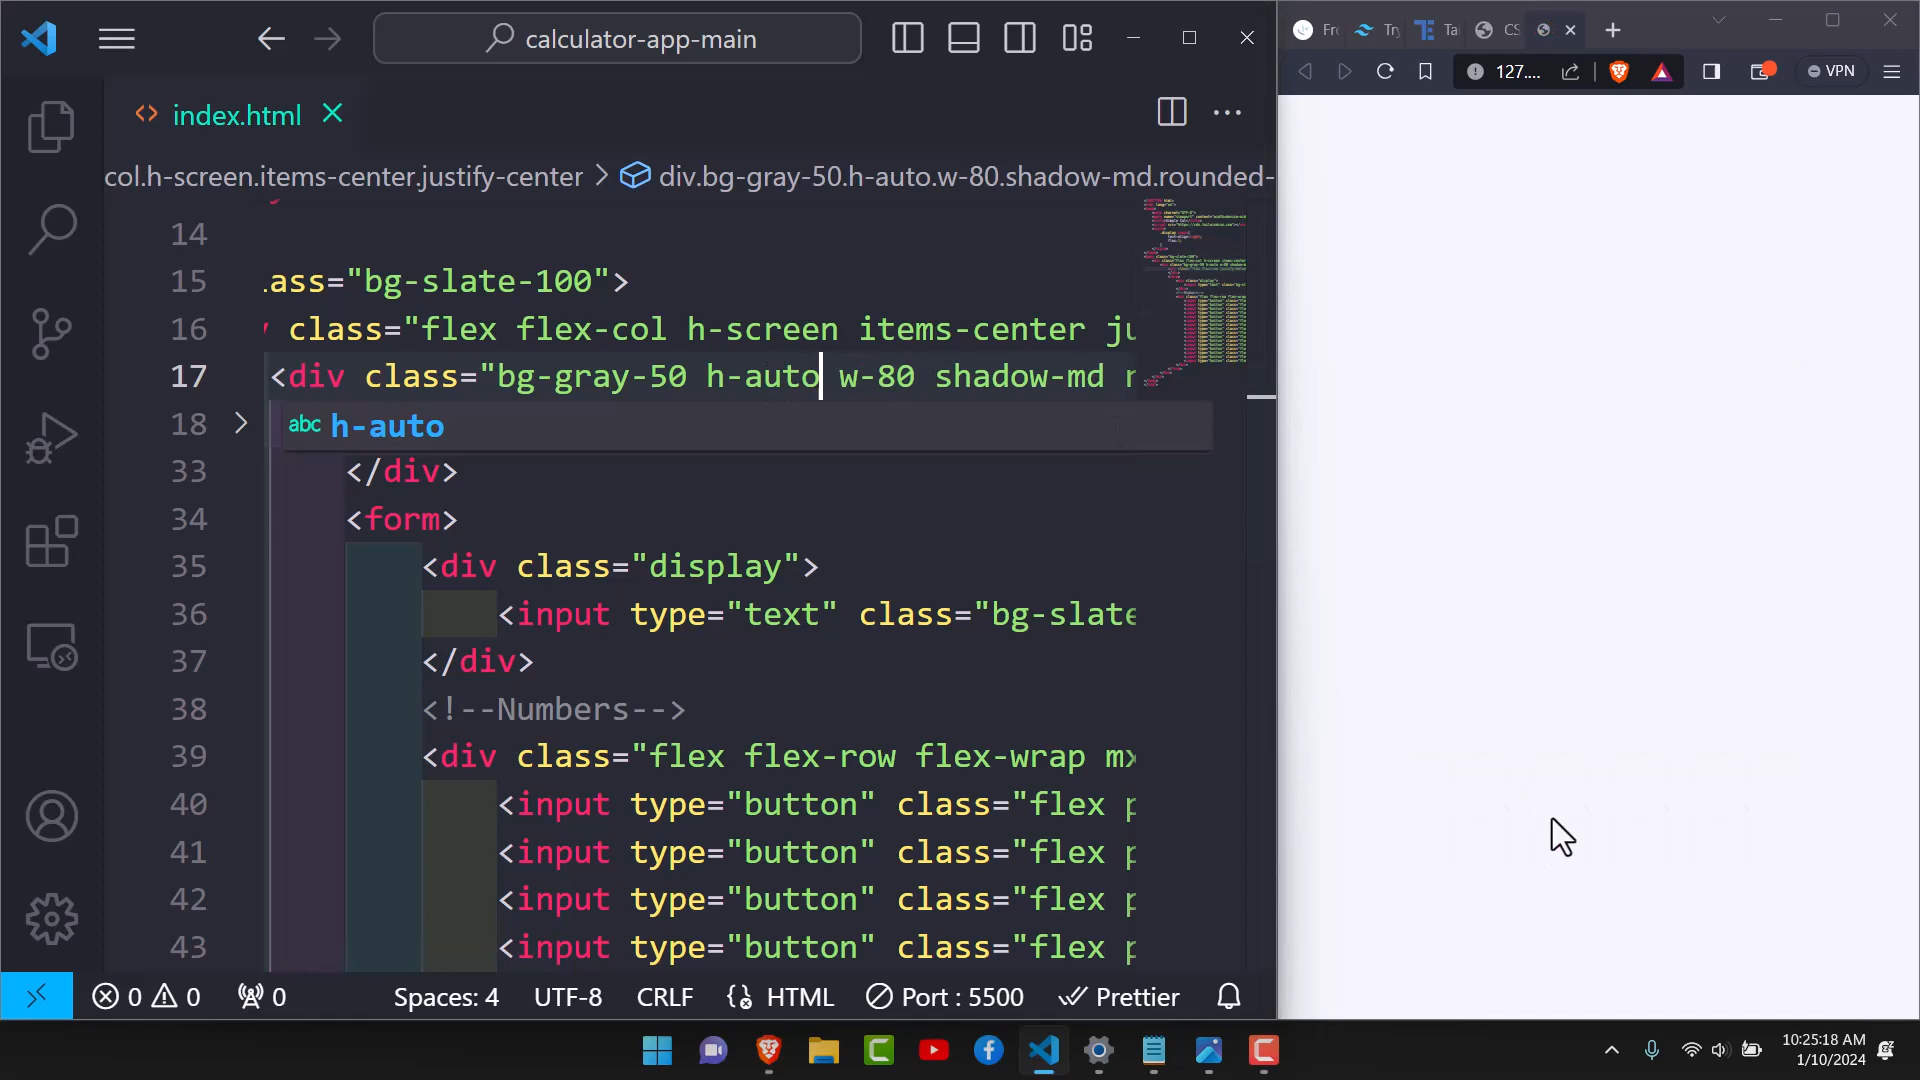 calculator-app-main
index.html
col.h-screen.items-center.justify-center > div.bg-gray-50.h-auto.w-80.shadow-md.rounded-
14
15 ass="bg-slate-100">
16 class="flex flex-col h-screen items-center ju
17 <div class="bg-gray-50 h-auto w-80 shadow-md r
abc h-auto
18
33 </div>
34 <form>
35 <div class="display">
36 <input type="text" class="bg-slate
37 </div>
38 <!--Numbers-->
39 <div class="flex flex-row flex-wrap mx
40 <input type="button" class="flex p
41 <input type="button" class="flex p
42 <input type="button" class="flex p
43 <input type="button" class="flex p
0 0 0 Spaces: 4 UTF-8 CRLF HTML Port : 5500 Prettier
Fr Try Tai CS
127.... VPN
10:25:18 AM
1/10/2024